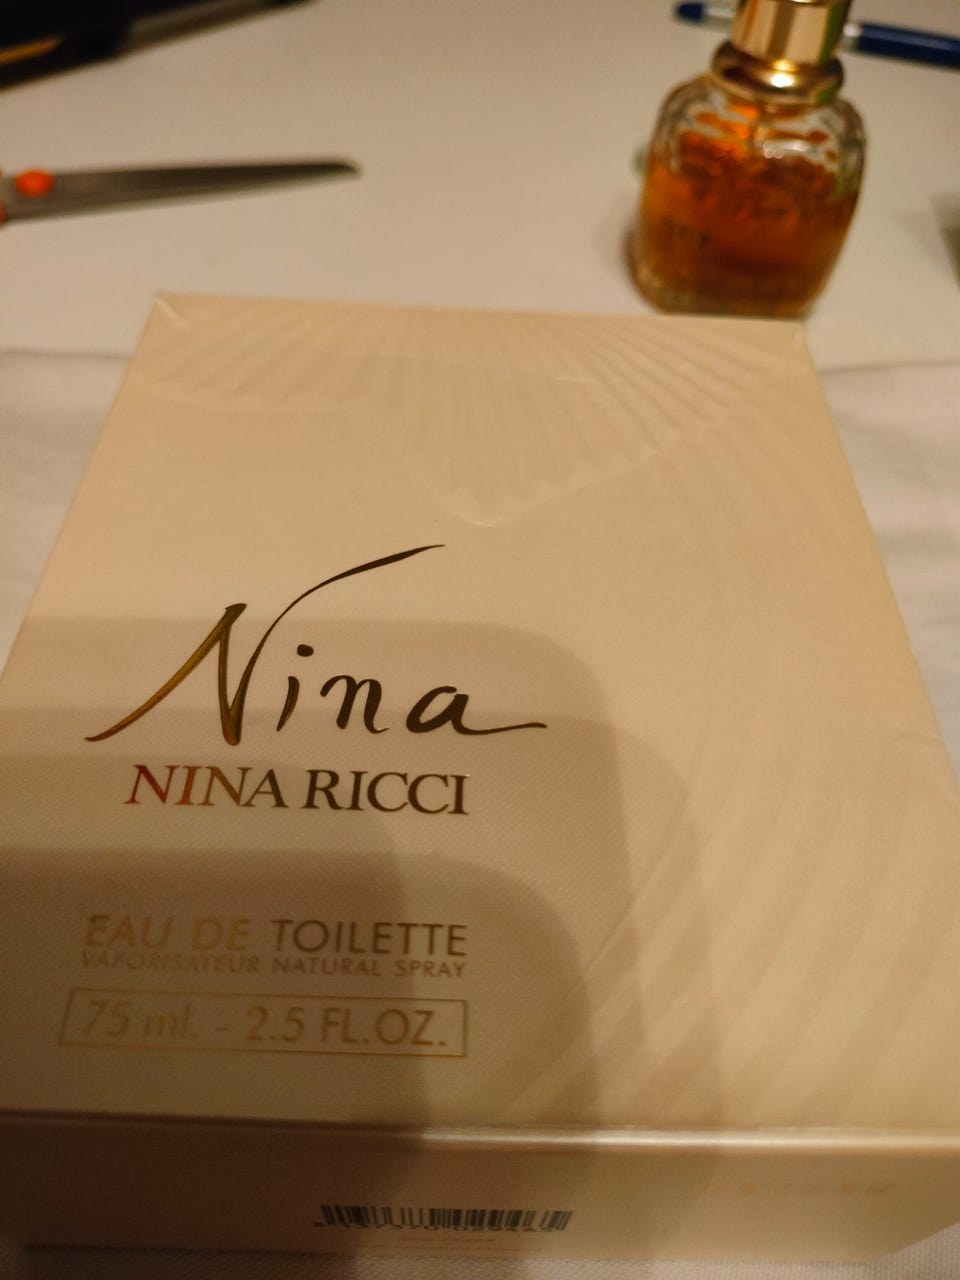 Nina
NINA RICCI
EAU DE TOILETTE
VAPORISATEUR NATURAL SPRAY
75 ml. - 2.5 FL.OZ.